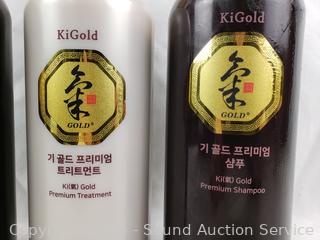 KiGold
氣
GOLD®
기 골드 프리미엄
트리트먼트
Ki(氣) Gold
Premium Treatment
KiGold
氣
GOLD®
기 골드 프리미엄
샴푸
Ki(氣) Gold
Premium Shampoo
Sound Auction Service